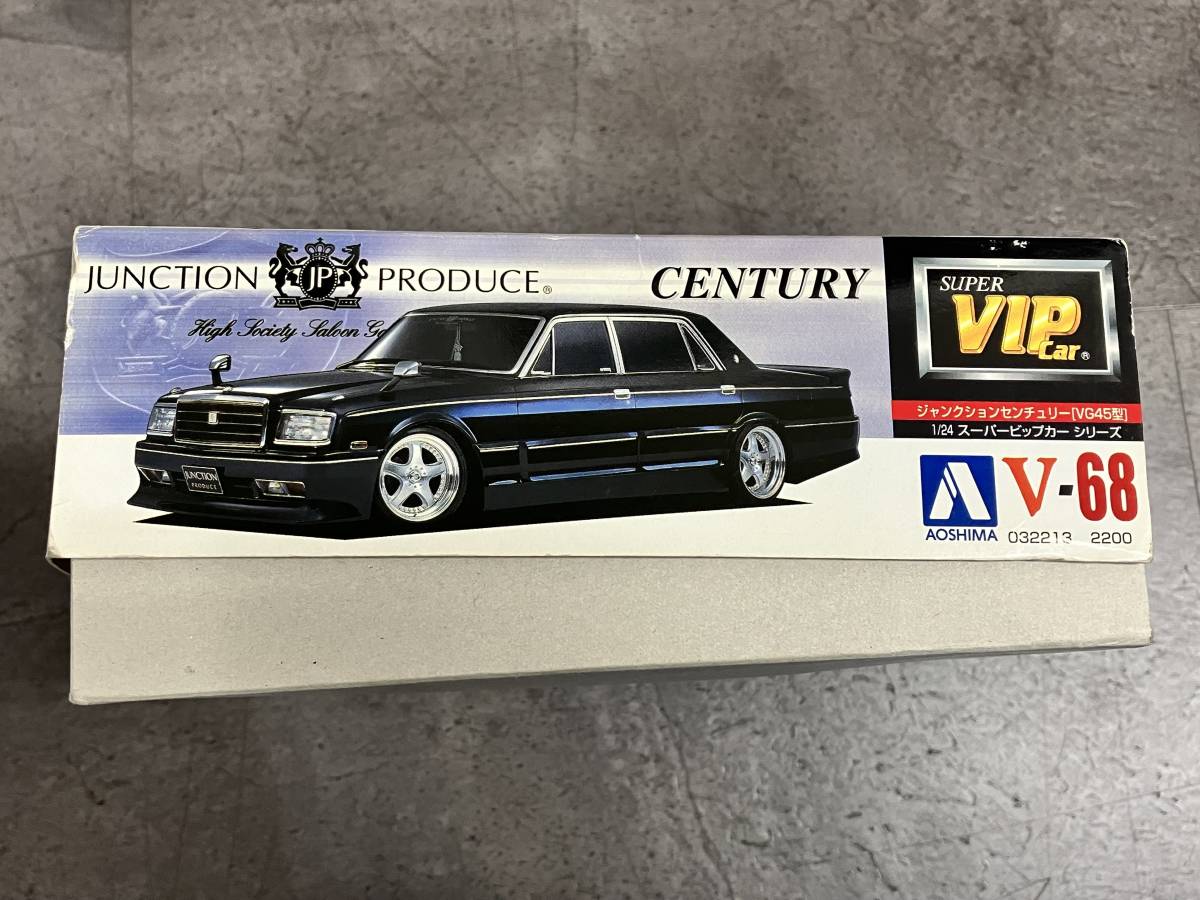 JUNCTION JP PRODUCE®
High Society Saloon
CENTURY
JUNCTION
PRODUCE
SUPER
VIP
Car ®
ジャンクションセンチュリー[VG45型]
1/24 スーパービップカー シリーズ
AOSHIMA
V-68
032213 2200